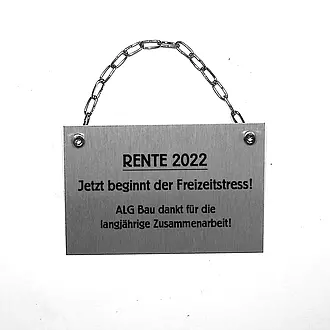 RENTE 2022
Jetzt beginnt der Freizeitstress!
ALG Bau dankt für die
langjährige Zusammenarbeit!